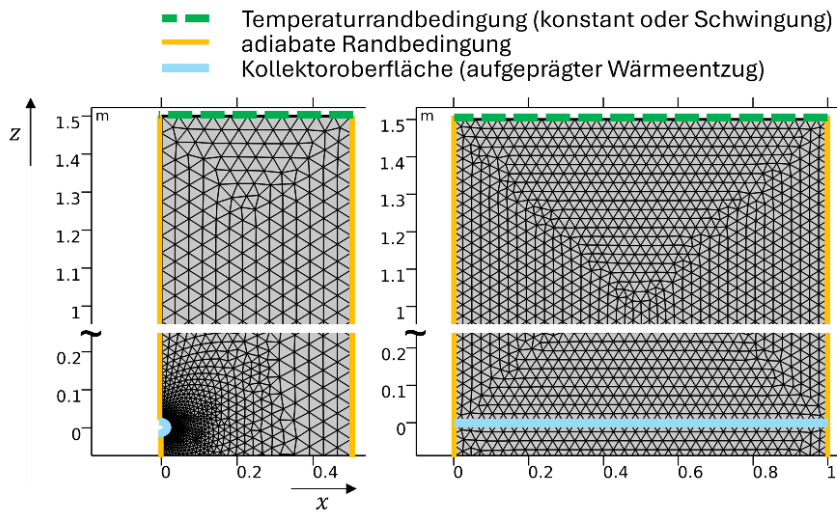 Temperaturrandbedingung (konstant oder Schwingung)
adiabate Randbedingung
Kollektoroberfläche (aufgeprägter Wärmeentzug)
z
m
1.5
1.4
1.3
1.2
1.1
1
~
0.2
0.1
0
0 0.2 0.4
x
m
1.5
1.4
1.3
1.2
1.1
1
~
0.2
0.1
0
0 0.2 0.4 0.6 0.8 1